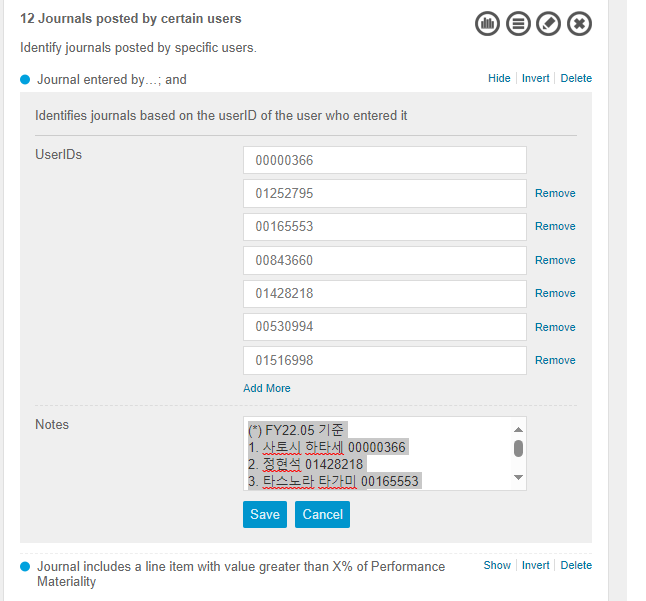 12 Journals posted by certain users
Identify journals posted by specific users.
Journal entered by...; and
Hide Invert Delete
Identifies journals based on the userID of the user who entered it
UserIDs
00000366
01252795 Remove
00165553 Remove
00843660 Remove
01428218 Remove
00530994 Remove
01516998 Remove
Add More
Notes
(*) FY22.05 기준
1. 사토시 하타세 00000366
2. 정현석 01428218
3. 타스노라 타가미 00165553
Save Cancel
Journal includes a line item with value greater than X% of Performance
Materiality
Show Invert Delete